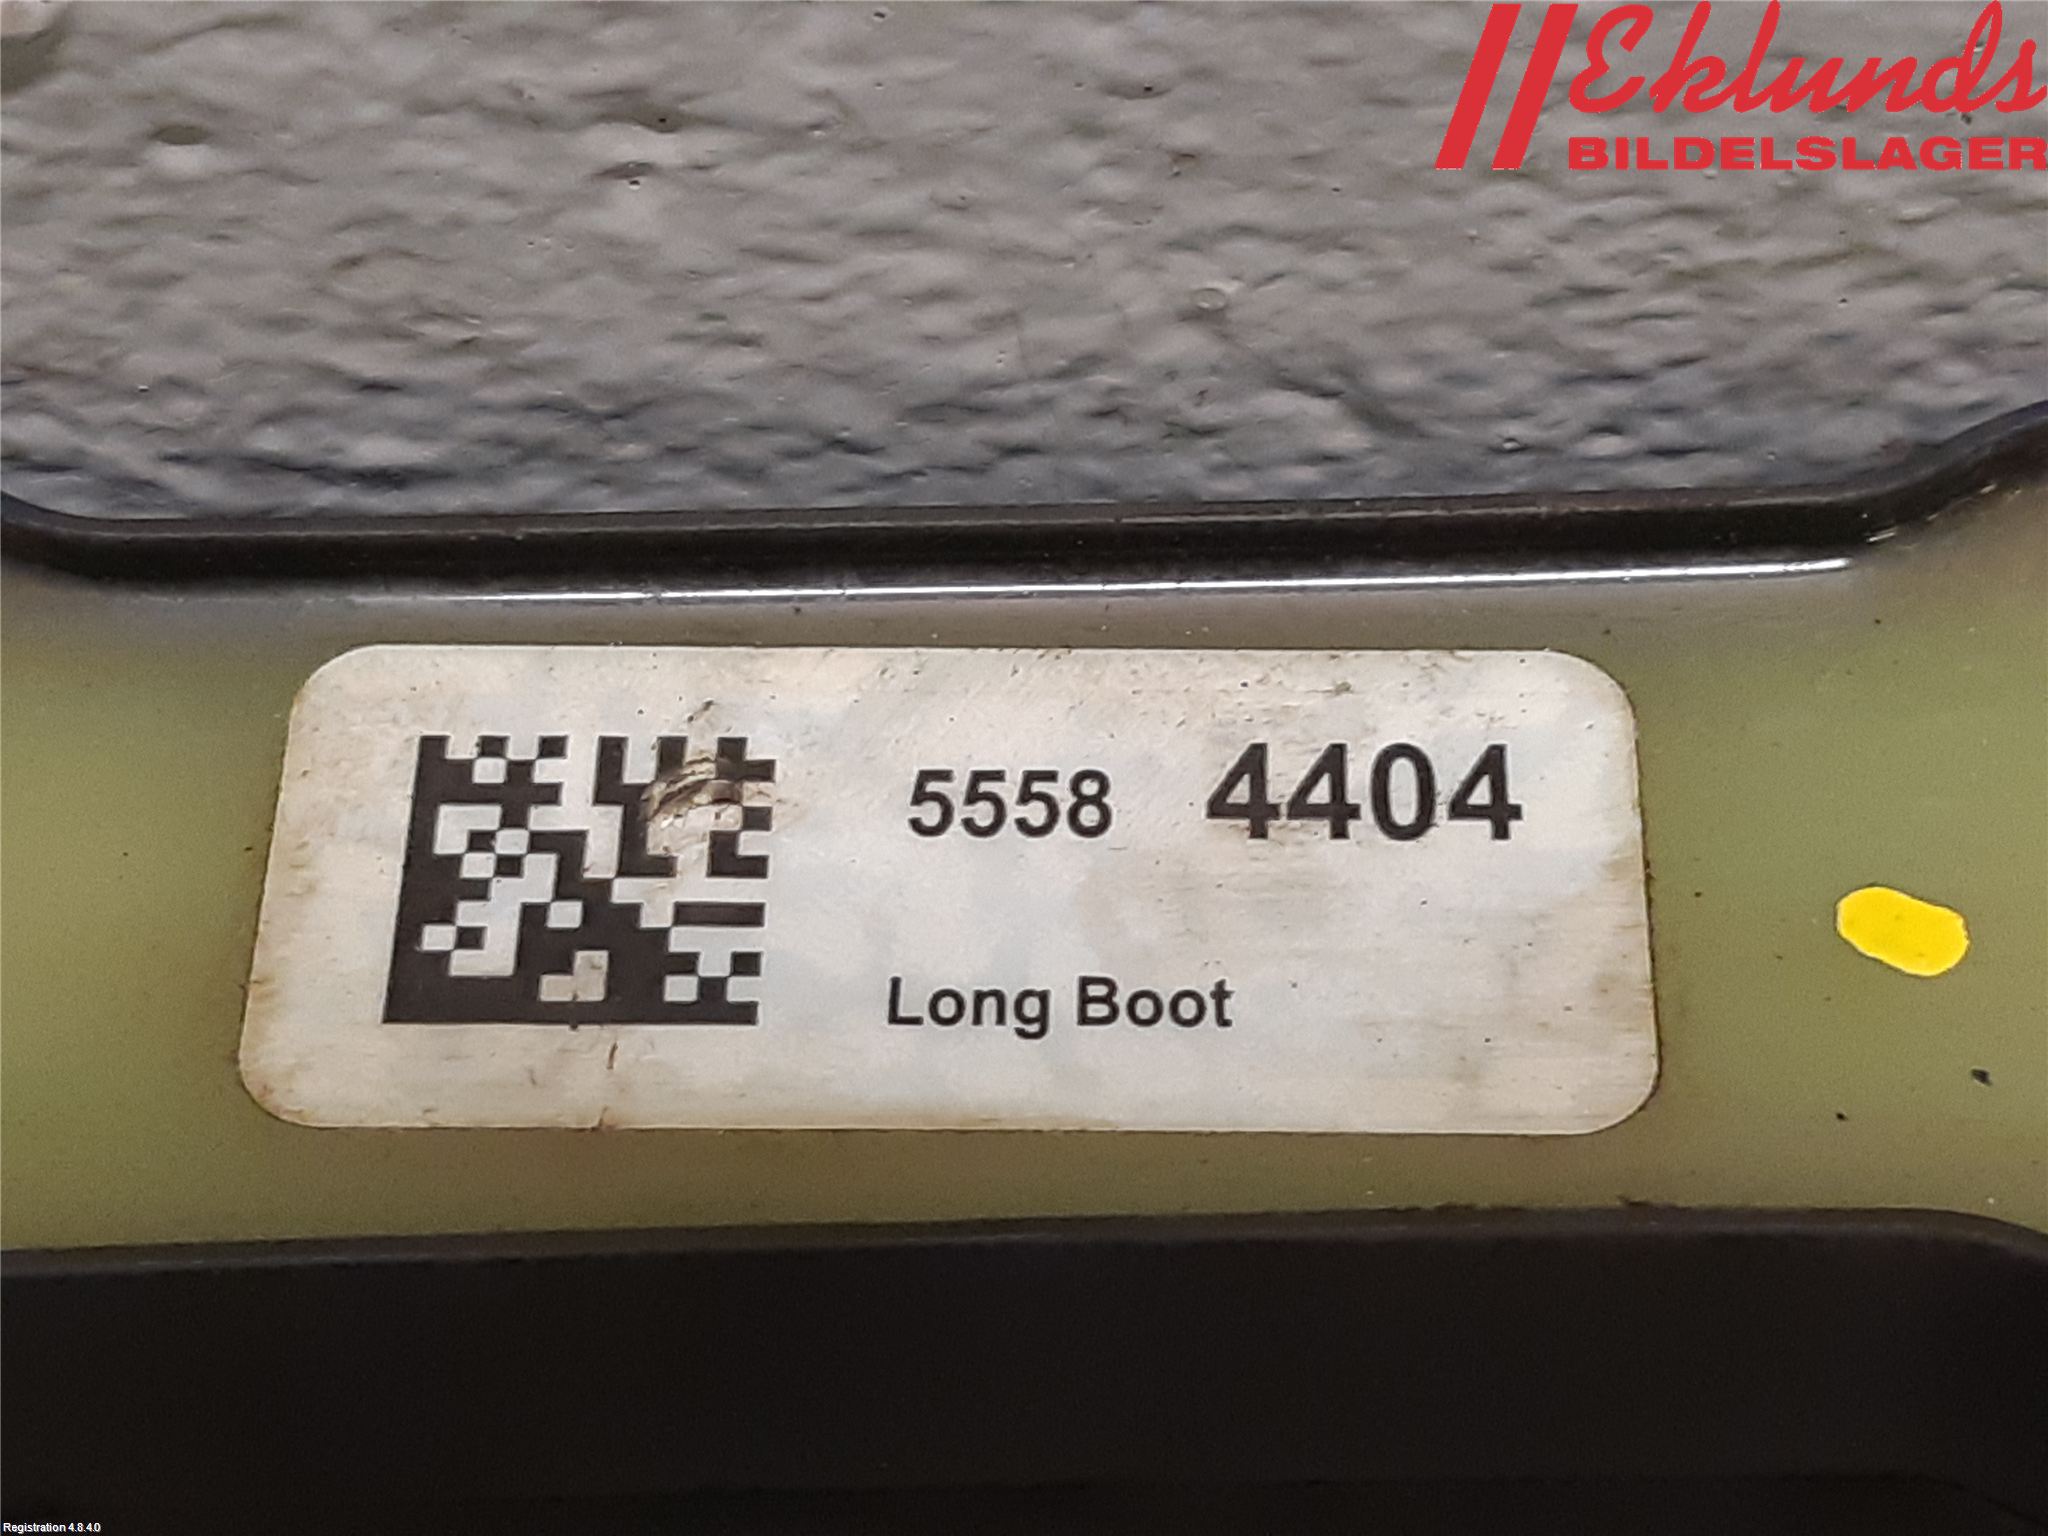 Eklunds
BILDELSLAGER
5558 4404
Long Boot
Registration 4.8.4.0